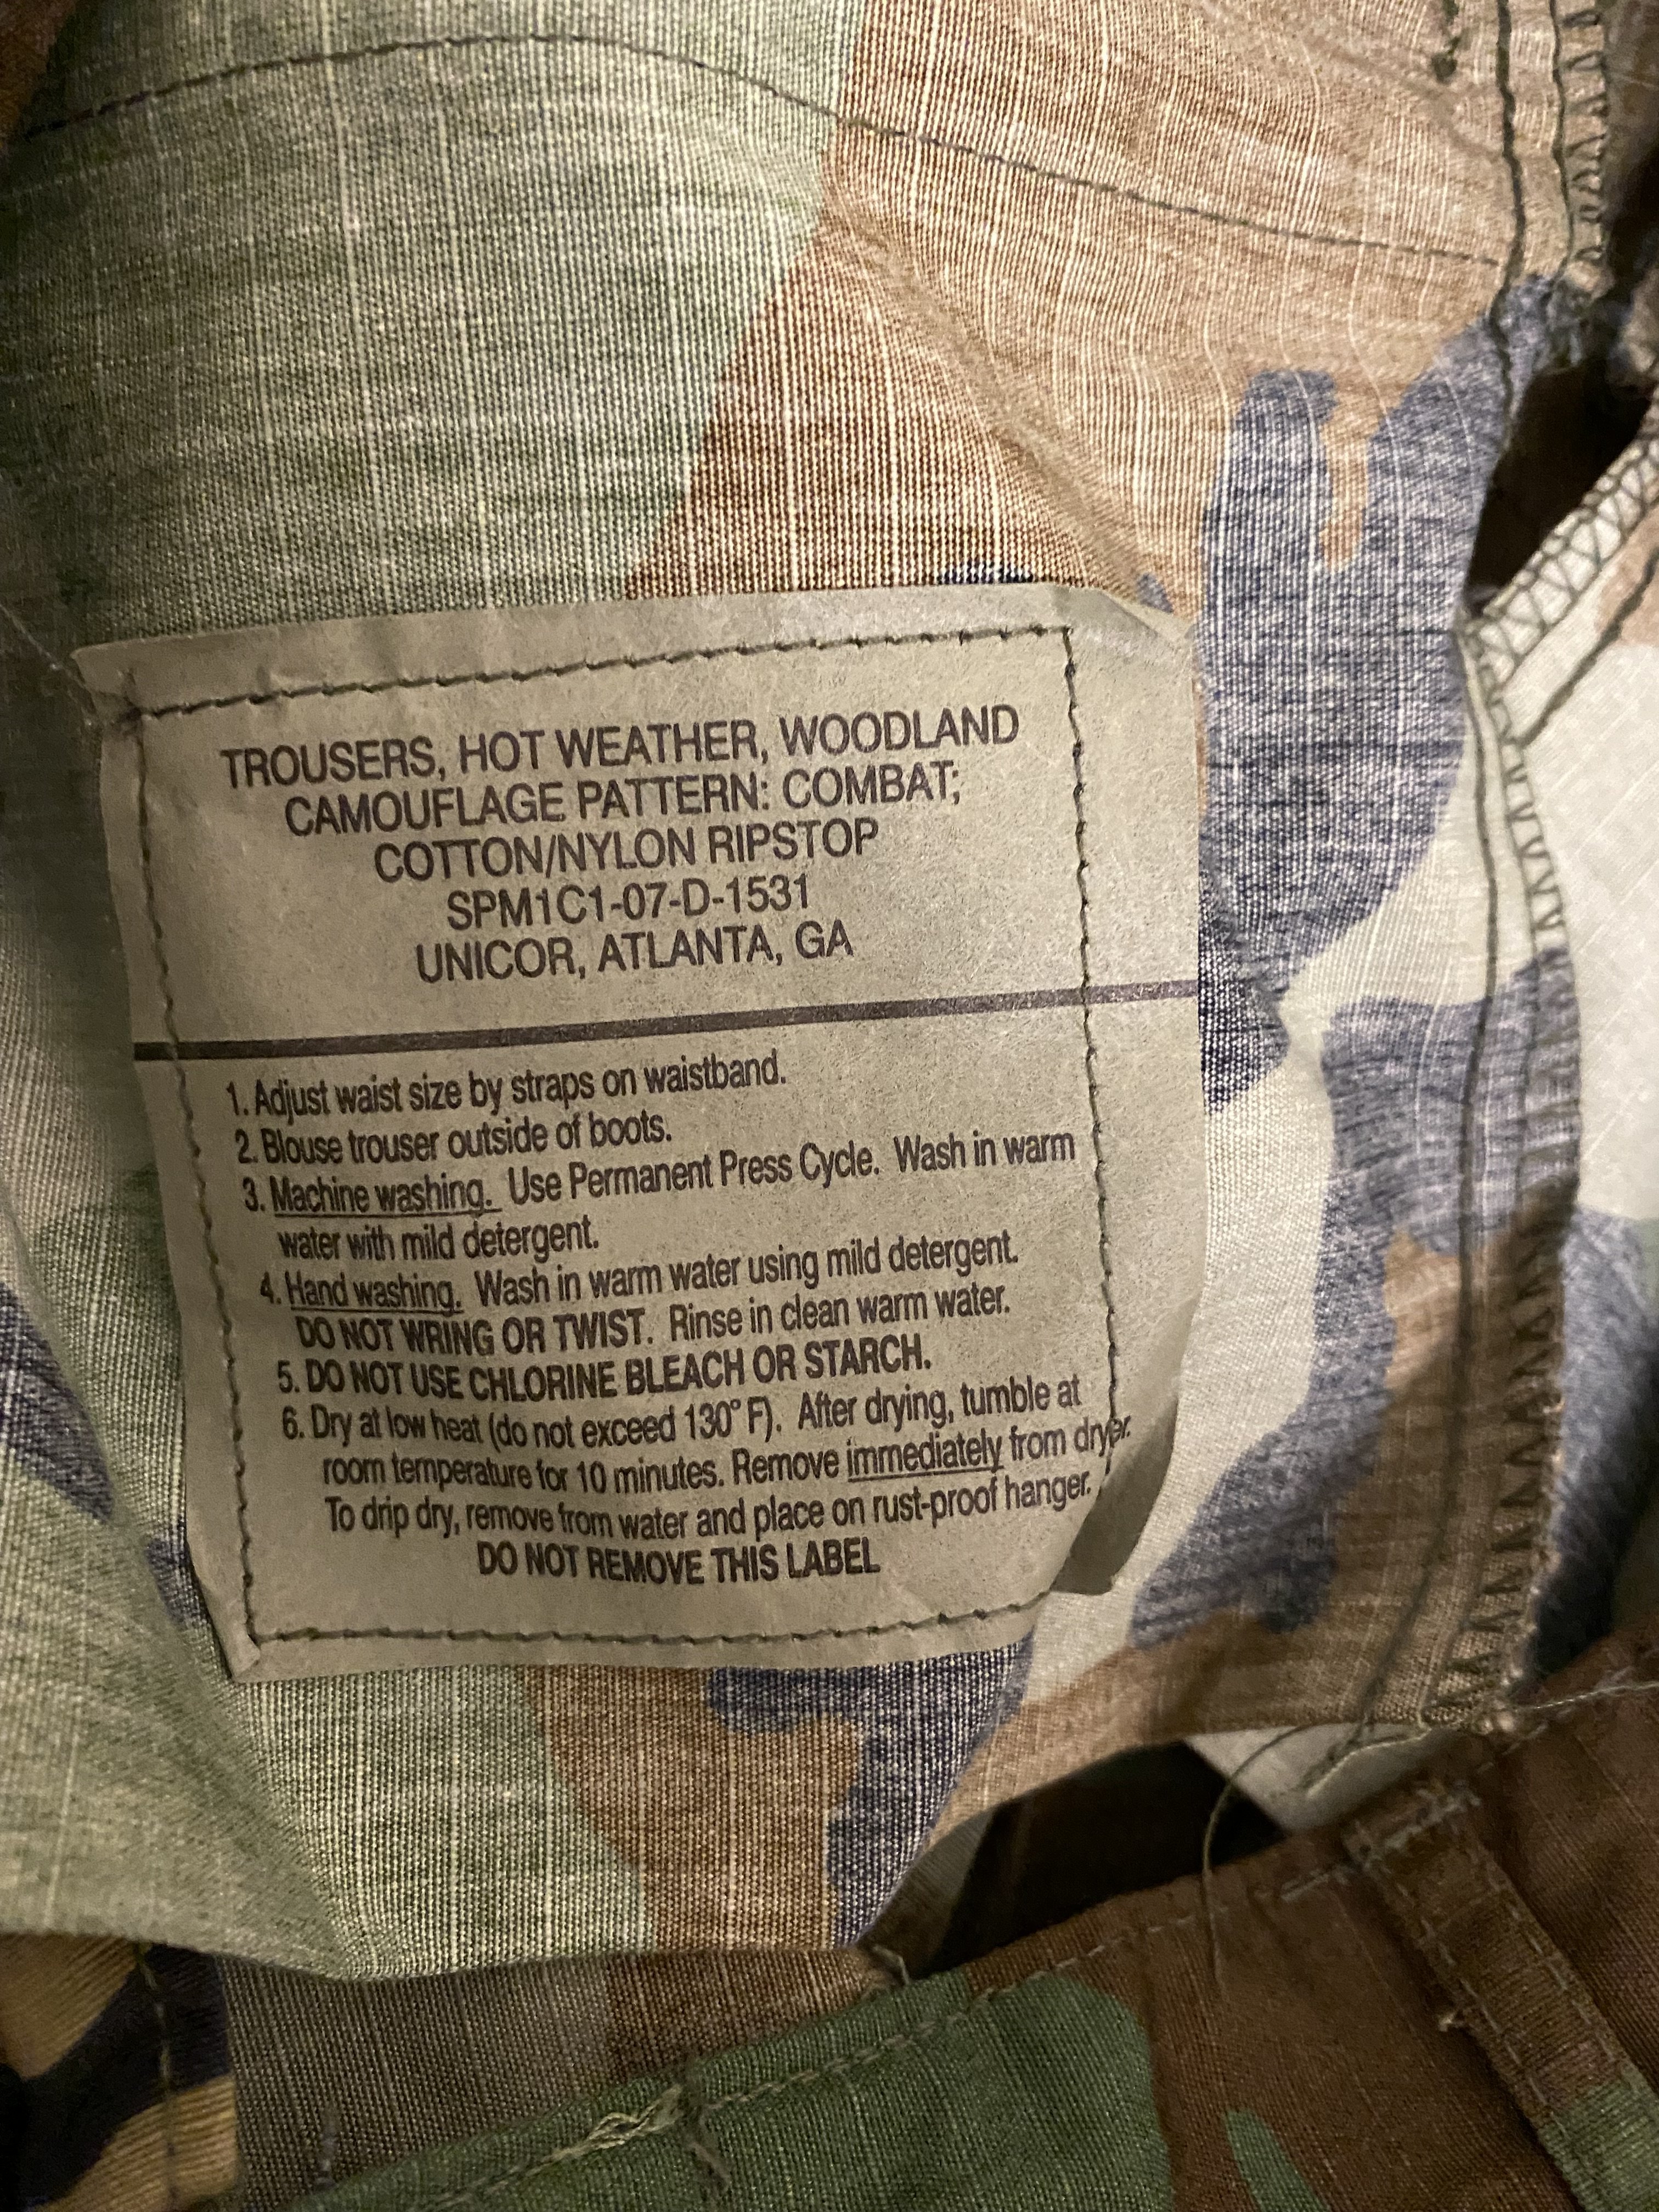 TROUSERS, HOT WEATHER, WOODLAND
CAMOUFLAGE PATTERN: COMBAT;
COTTON/NYLON RIPSTOP
SPM1C1-07-D-1531
UNICOR, ATLANTA, GA
1. Adjust waist size by straps on waistband.
2. Blouse trouser outside of boots.
3. Machine washing. Use Permanent Press Cycle. Wash in warm
water with mild detergent.
4. Hand washing. Wash in warm water using mild detergent.
DO NOT WRING OR TWIST. Rinse in clean warm water.
5. DO NOT USE CHLORINE BLEACH OR STARCH.
6. Dry at low heat (do not exceed 130° F). After drying, tumble at
room temperature for 10 minutes. Remove immediately from dryer.
To drip dry, remove from water and place on rust-proof hanger.
DO NOT REMOVE THIS LABEL